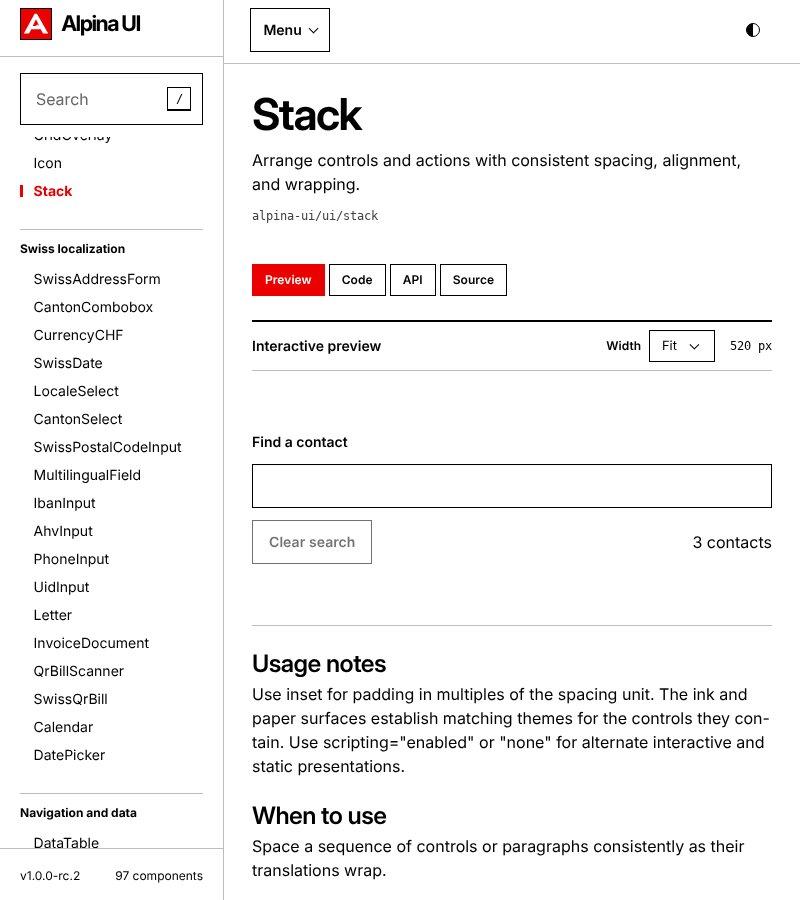 Alpina UI
Search
/
GridOverlay
Icon
Stack
Swiss localization
SwissAddressForm
CantonCombobox
CurrencyCHF
SwissDate
LocaleSelect
CantonSelect
SwissPostalCodeInput
MultilingualField
IbanInput
AhvInput
PhoneInput
UidInput
Letter
InvoiceDocument
QrBillScanner
SwissQrBill
Calendar
DatePicker
Navigation and data
DataTable
v1.0.0-rc.2 97 components
Menu
Stack
Arrange controls and actions with consistent spacing, alignment,
and wrapping.
alpina-ui/ui/stack
Preview Code API Source
Interactive preview Width Fit 520 px
Find a contact
Clear search 3 contacts
Usage notes
Use inset for padding in multiples of the spacing unit. The ink and
paper surfaces establish matching themes for the controls they con-
tain. Use scripting="enabled" or "none" for alternate interactive and
static presentations.
When to use
Space a sequence of controls or paragraphs consistently as their
translations wrap.